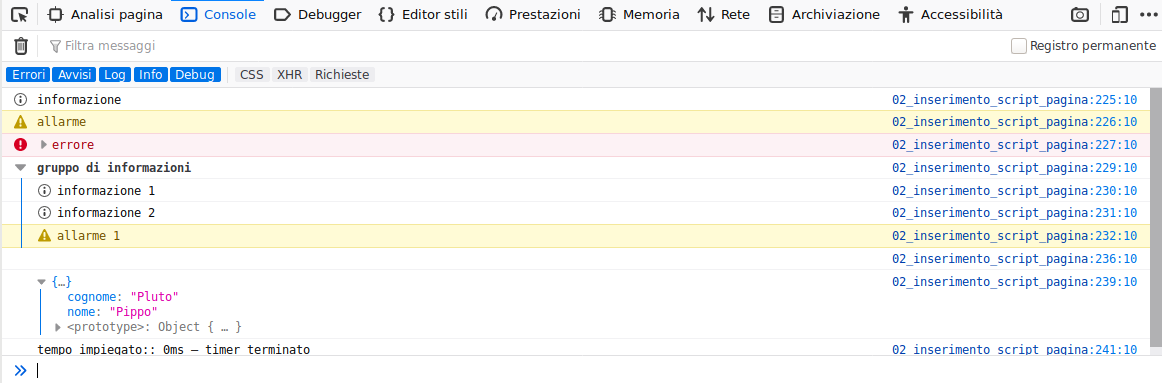 Analisi pagina Console Debugger Editor stili Prestazioni Memoria Rete Archiviazione Accessibilità
Filtra messaggi Registro permanente
Errori Avvisi Log Info Debug CSS XHR Richieste
informazione 02_inserimento_script_pagina:225:10
allarme 02_inserimento_script_pagina:226:10
errore 02_inserimento_script_pagina:227:10
gruppo di informazioni 02_inserimento_script_pagina:229:10
informazione 1 02_inserimento_script_pagina:230:10
informazione 2 02_inserimento_script_pagina:231:10
allarme 1 02_inserimento_script_pagina:232:10
02_inserimento_script_pagina:236:10
{…} 02_inserimento_script_pagina:239:10
cognome: "Pluto"
nome: "Pippo"
<prototype>: Object { … }
tempo impiegato:: 0ms – timer terminato 02_inserimento_script_pagina:241:10